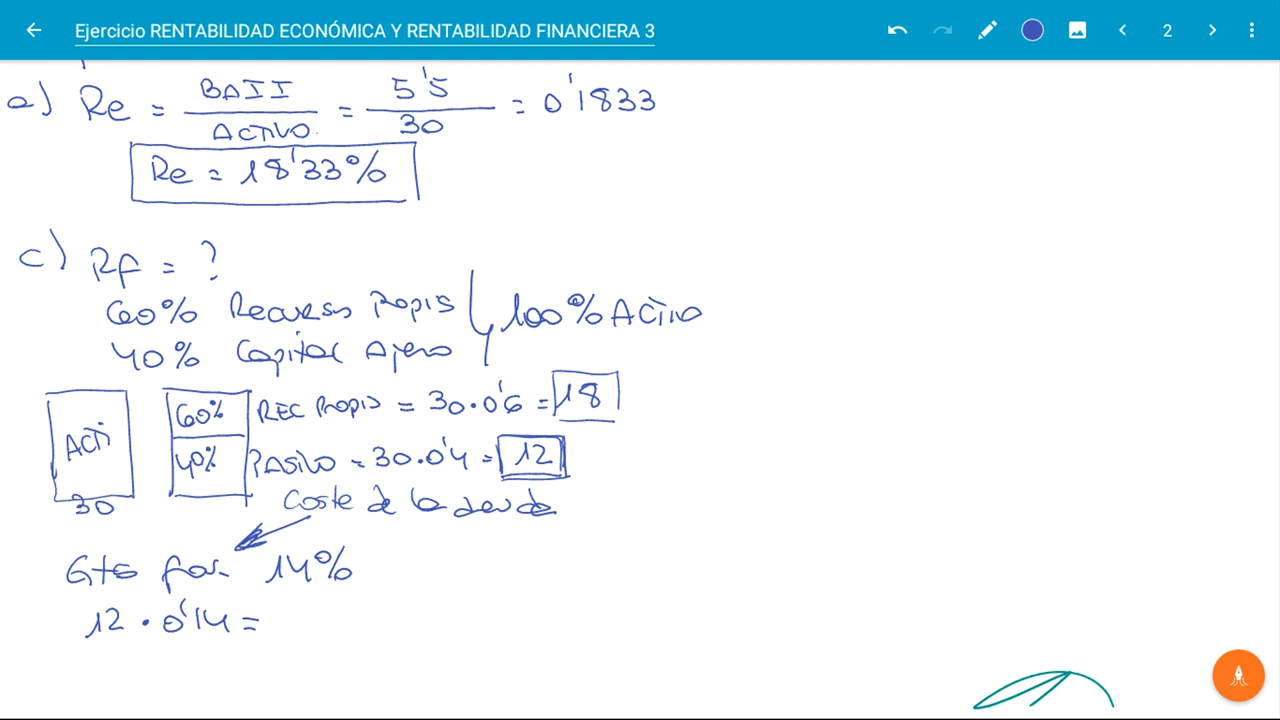 Ejercicio RENTABILIDAD ECONÓMICA Y RENTABILIDAD FINANCIERA 3
2
a) Re = BAII / ACTIVO = 5'5 / 30 = 0'1833
Re = 18'33%
c) Rf = ?
60% Recursos Propis
40% Capital Ajeno
100% ACTIVO
ACTI
30
60% REC PROPIS = 30·0'6 = 18
40% PASIVO = 30·0'4 = 12
Coste de la deuda
Gto fas. 14%
12 · 0'14 =